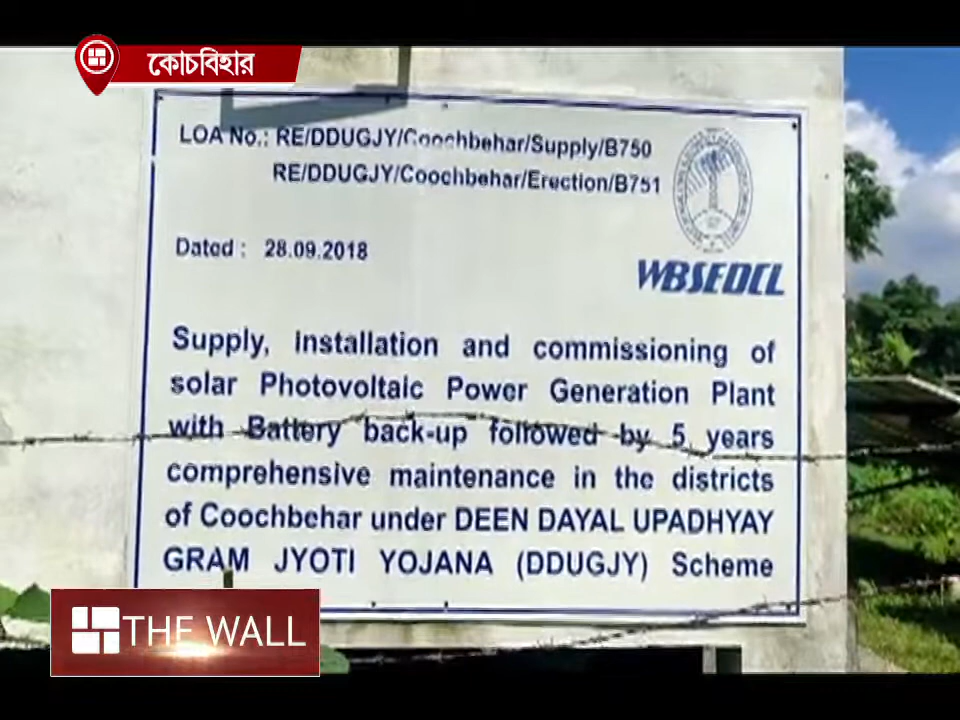 কোচবিহার
LOA No.: RE/DDUGJY/Coochbehar/Supply/B750
RE/DDUGJY/Coochbehar/Erection/B751
Dated : 28.09.2018
WBSEDCL
Supply, Installation and commissioning of
solar Photovoltaic Power Generation Plant
with Battery back-up followed by 5 years
comprehensive maintenance in the districts
of Coochbehar under DEEN DAYAL UPADHYAY
GRAM JYOTI YOJANA (DDUGJY) Scheme
THE WALL